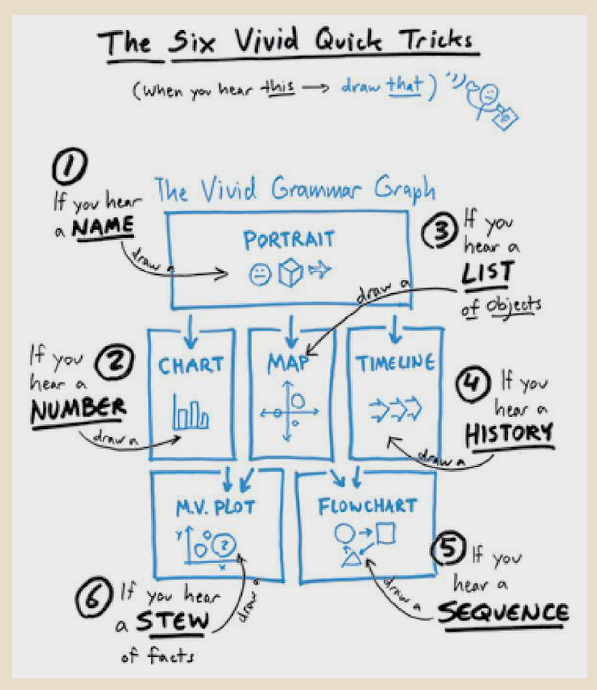 The Six Vivid Quick Tricks
(when you hear this → draw that)
1
If you hear
a NAME
draw a
The Vivid Grammar Graph
PORTRAIT
3
If you
hear a
LIST
of objects
draw a
If you
hear a
2
NUMBER
draw a
CHART
MAP
TIMELINE
4
If you
hear a
HISTORY
draw a
M.V. PLOT
Y
?
X
FLOWCHART
5
If you
hear a
SEQUENCE
draw a
6
If you hear
a STEW
of facts
draw a